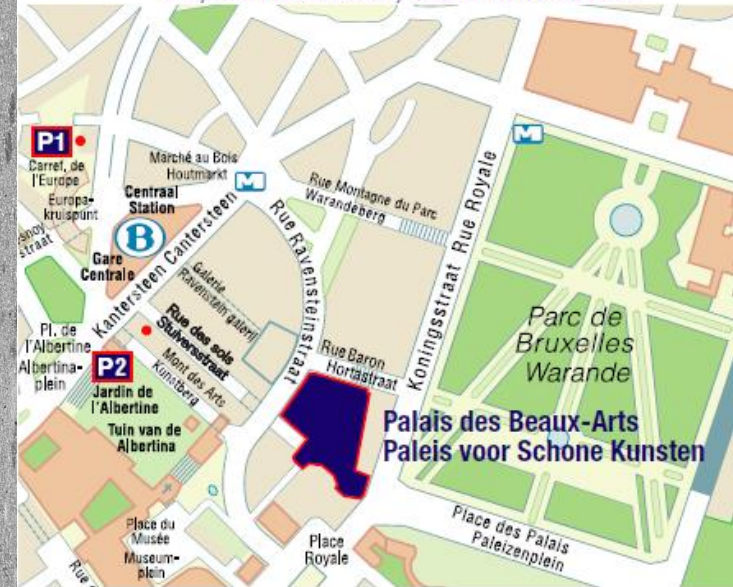 P1
Carref, de
l'Europe
Europa-
kruispunt
Marché au Bois
Houtmarkt
M
Centraal
Station
B
Gare
Centrale
Kantersteen Cantersteen
Rue Ravensteinstraat
Rue Montagne du Parc
Warandeberg
Koningsstraat Rue Royale
M
Galerie
Ravenstein galerij
Rue des sols
Stuiversstraat
Mont des Arts
Kunstberg
Pl. de
l'Albertine
Albertina-
plein
P2
Jardin de
l'Albertine
Tuin van de
Albertina
Rue Baron
Hortastraat
Parc de
Bruxelles
Warande
Palais des Beaux-Arts
Paleis voor Schone Kunsten
Place des Palais
Paleizenplein
Place du
Musée
Museum-
plein
Place
Royale